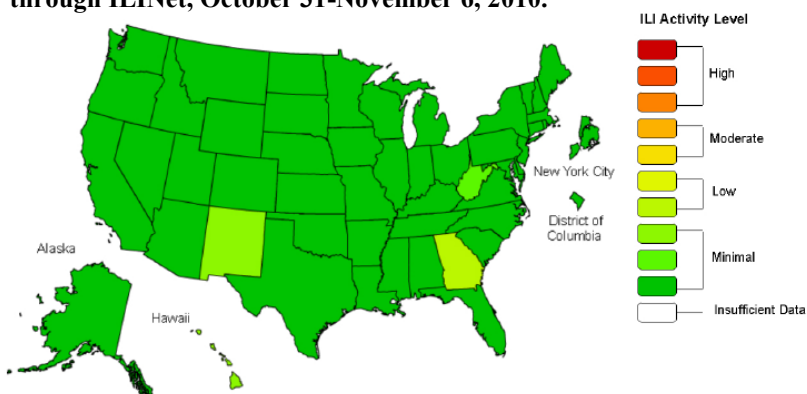 through ILINet, October 31-November 6, 2010.
ILI Activity Level
High
Moderate
Low
Minimal
Insufficient Data
New York City
District of
Columbia
Alaska
Hawaii